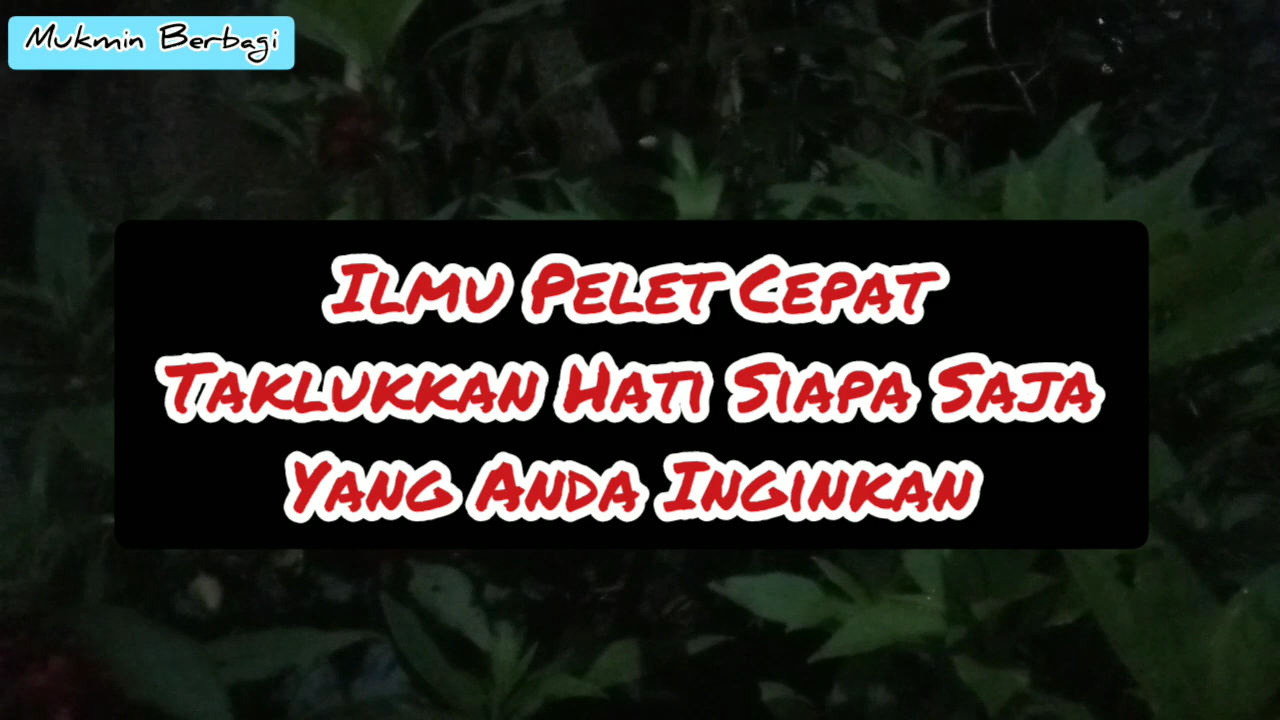 Mukmin Berbagi
Ilmu Pelet Cepat
Taklukkan Hati Siapa Saja
Yang Anda Inginkan